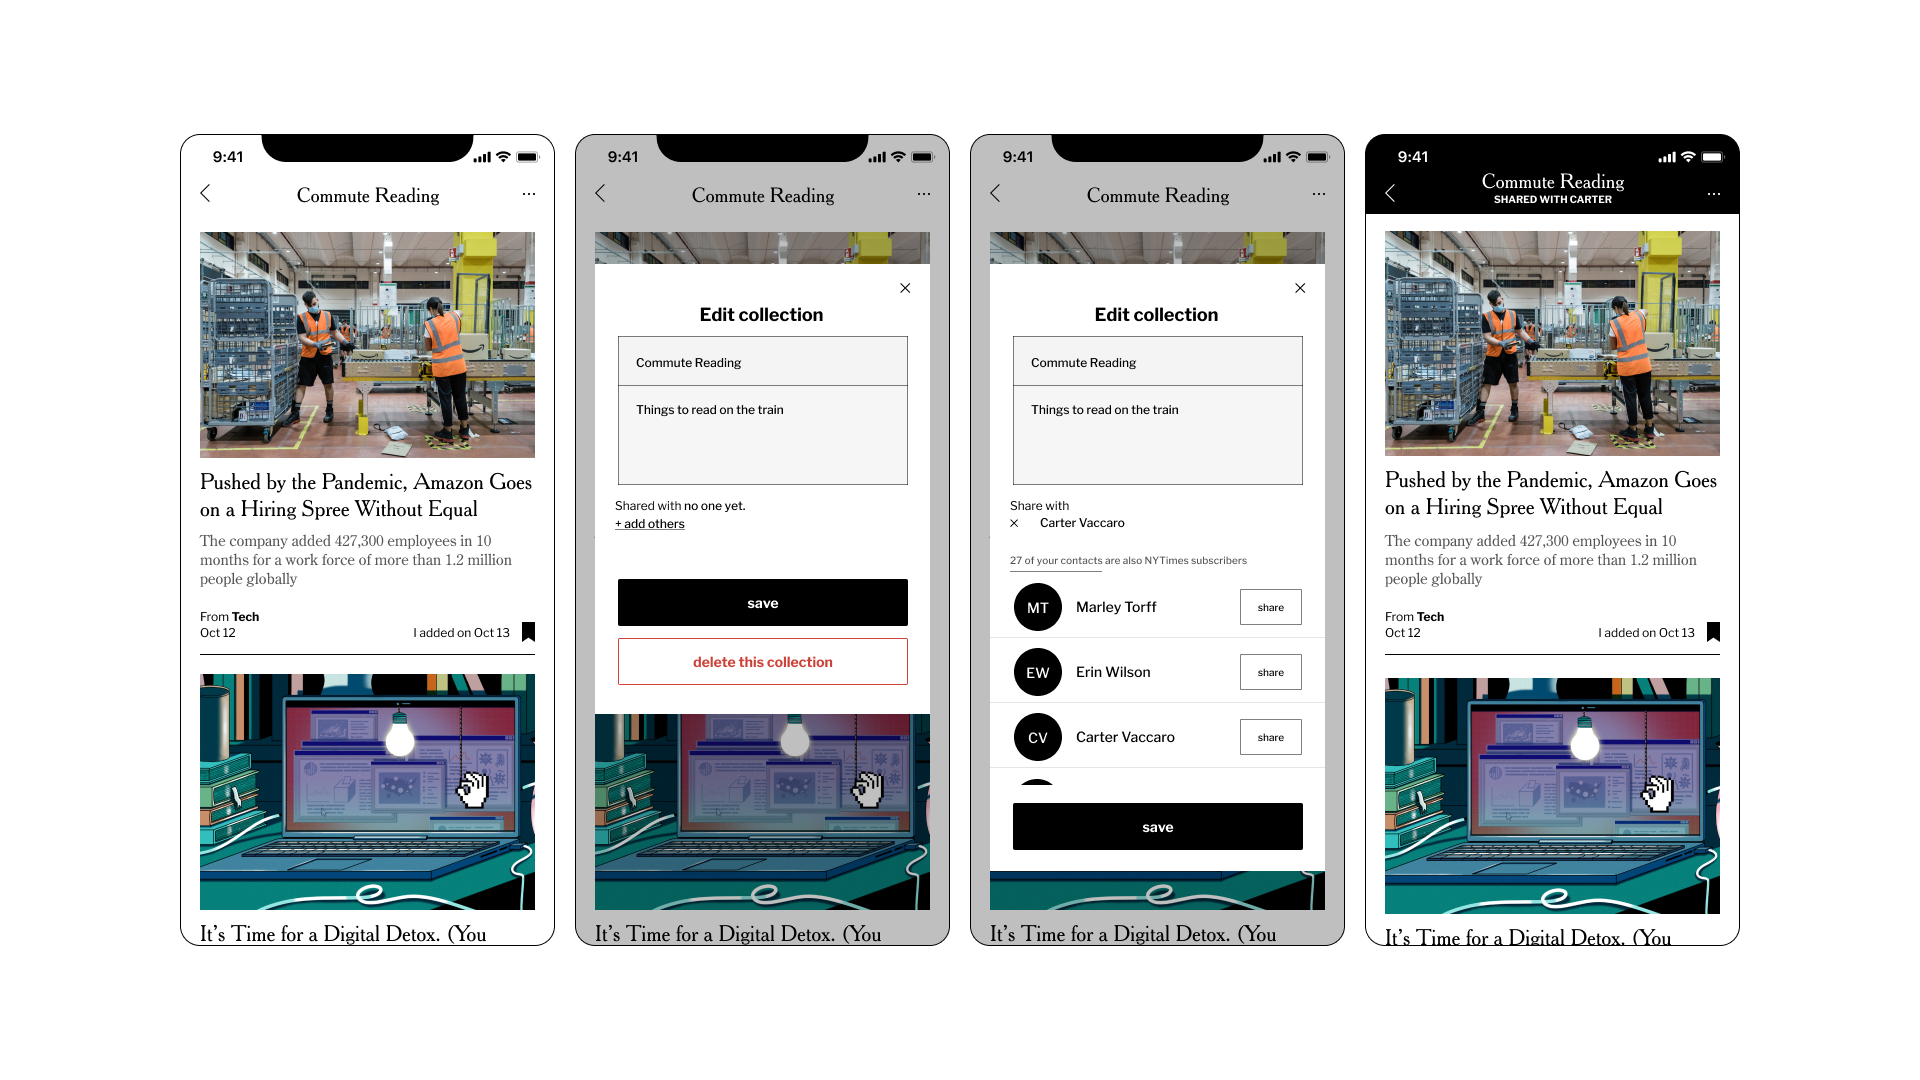 9:41
Commute Reading
Pushed by the Pandemic, Amazon Goes
on a Hiring Spree Without Equal
The company added 427,300 employees in 10
months for a work force of more than 1.2 million
people globally
From Tech
Oct 12
I added on Oct 13
It's Time for a Digital Detox. (You
9:41
Commute Reading
Edit collection
Commute Reading
Things to read on the train
Shared with no one yet.
+ add others
save
delete this collection
It's Time for a Digital Detox. (You
9:41
Commute Reading
Edit collection
Commute Reading
Things to read on the train
Share with
Carter Vaccaro
27 of your contacts are also NYTimes subscribers
MT
Marley Torff
share
EW
Erin Wilson
share
CV
Carter Vaccaro
share
save
It's Time for a Digital Detox. (You
9:41
Commute Reading
SHARED WITH CARTER
Pushed by the Pandemic, Amazon Goes
on a Hiring Spree Without Equal
The company added 427,300 employees in 10
months for a work force of more than 1.2 million
people globally
From Tech
Oct 12
I added on Oct 13
It's Time for a Digital Detox. (You